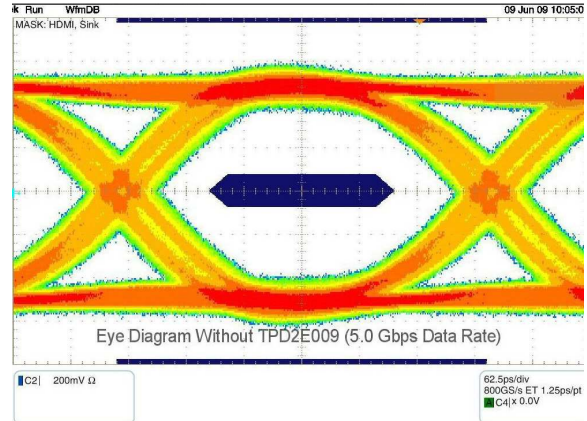 k Run WfmDB 09 Jun 09 10:05:0
MASK: HDMI, Sink
Eye Diagram Without TPD2E009 (5.0 Gbps Data Rate)
C2| 200mV Ω
62.5ps/div
800GS/s ET 1.25ps/pt
A C4|x 0.0V